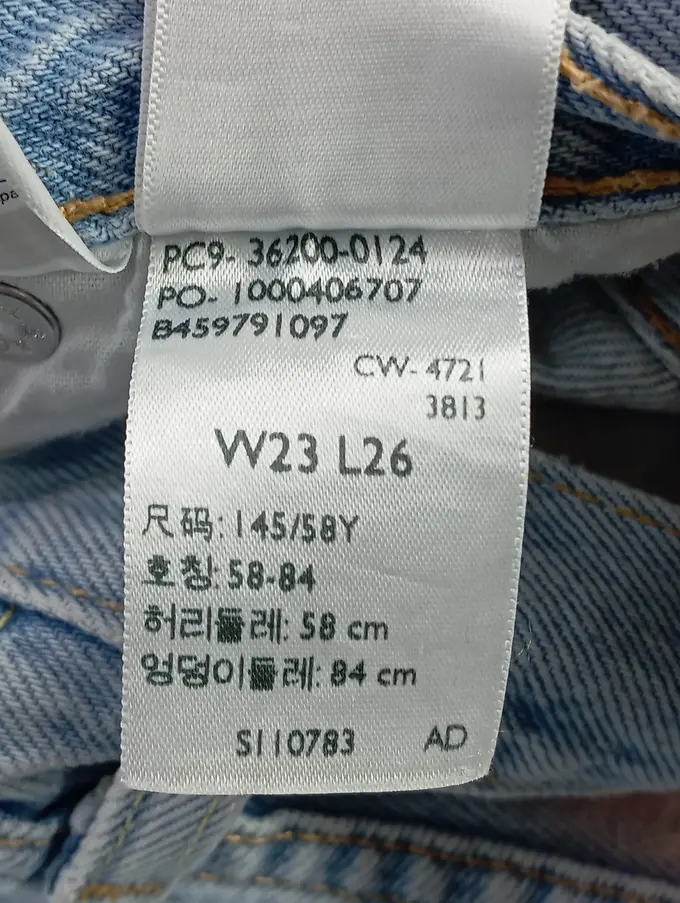 PC9- 36200-0124
PO- 1000406707
B459791097
CW- 4721
3813
W23 L26
尺码: 145/58Y
호칭: 58-84
허리둘레: 58 cm
엉덩이둘레: 84 cm
S110783 AD